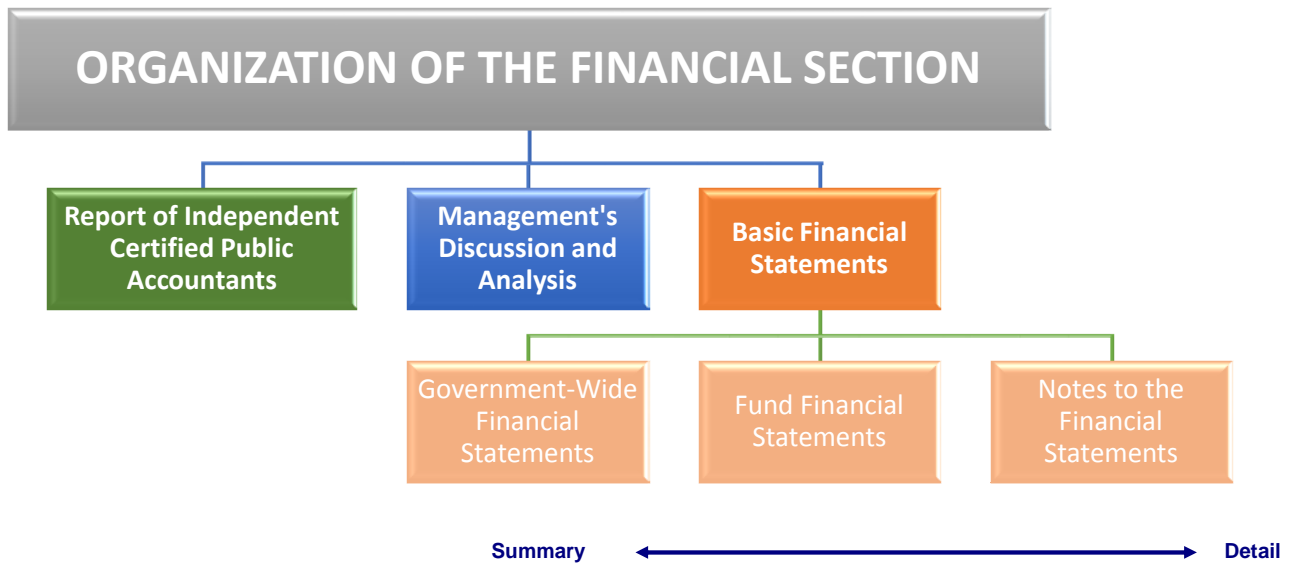 ORGANIZATION OF THE FINANCIAL SECTION
Report of Independent
Certified Public
Accountants
Management's
Discussion and
Analysis
Basic Financial
Statements
Government-Wide
Financial
Statements
Fund Financial
Statements
Notes to the
Financial
Statements
Summary
Detail